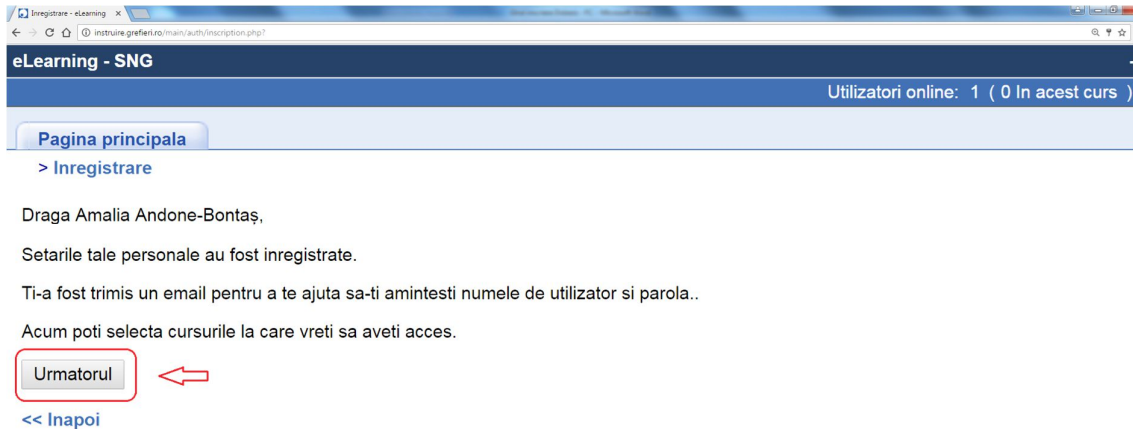 Inregistrare - eLearning
instruire.grefieri.ro/main/auth/inscription.php?
eLearning - SNG
Utilizatori online: 1 ( 0 In acest curs )
Pagina principala
> Inregistrare
Draga Amalia Andone-Bontaș,
Setarile tale personale au fost inregistrate.
Ti-a fost trimis un email pentru a te ajuta sa-ti amintesti numele de utilizator si parola..
Acum poti selecta cursurile la care vreti sa aveti acces.
Urmatorul
<< Inapoi